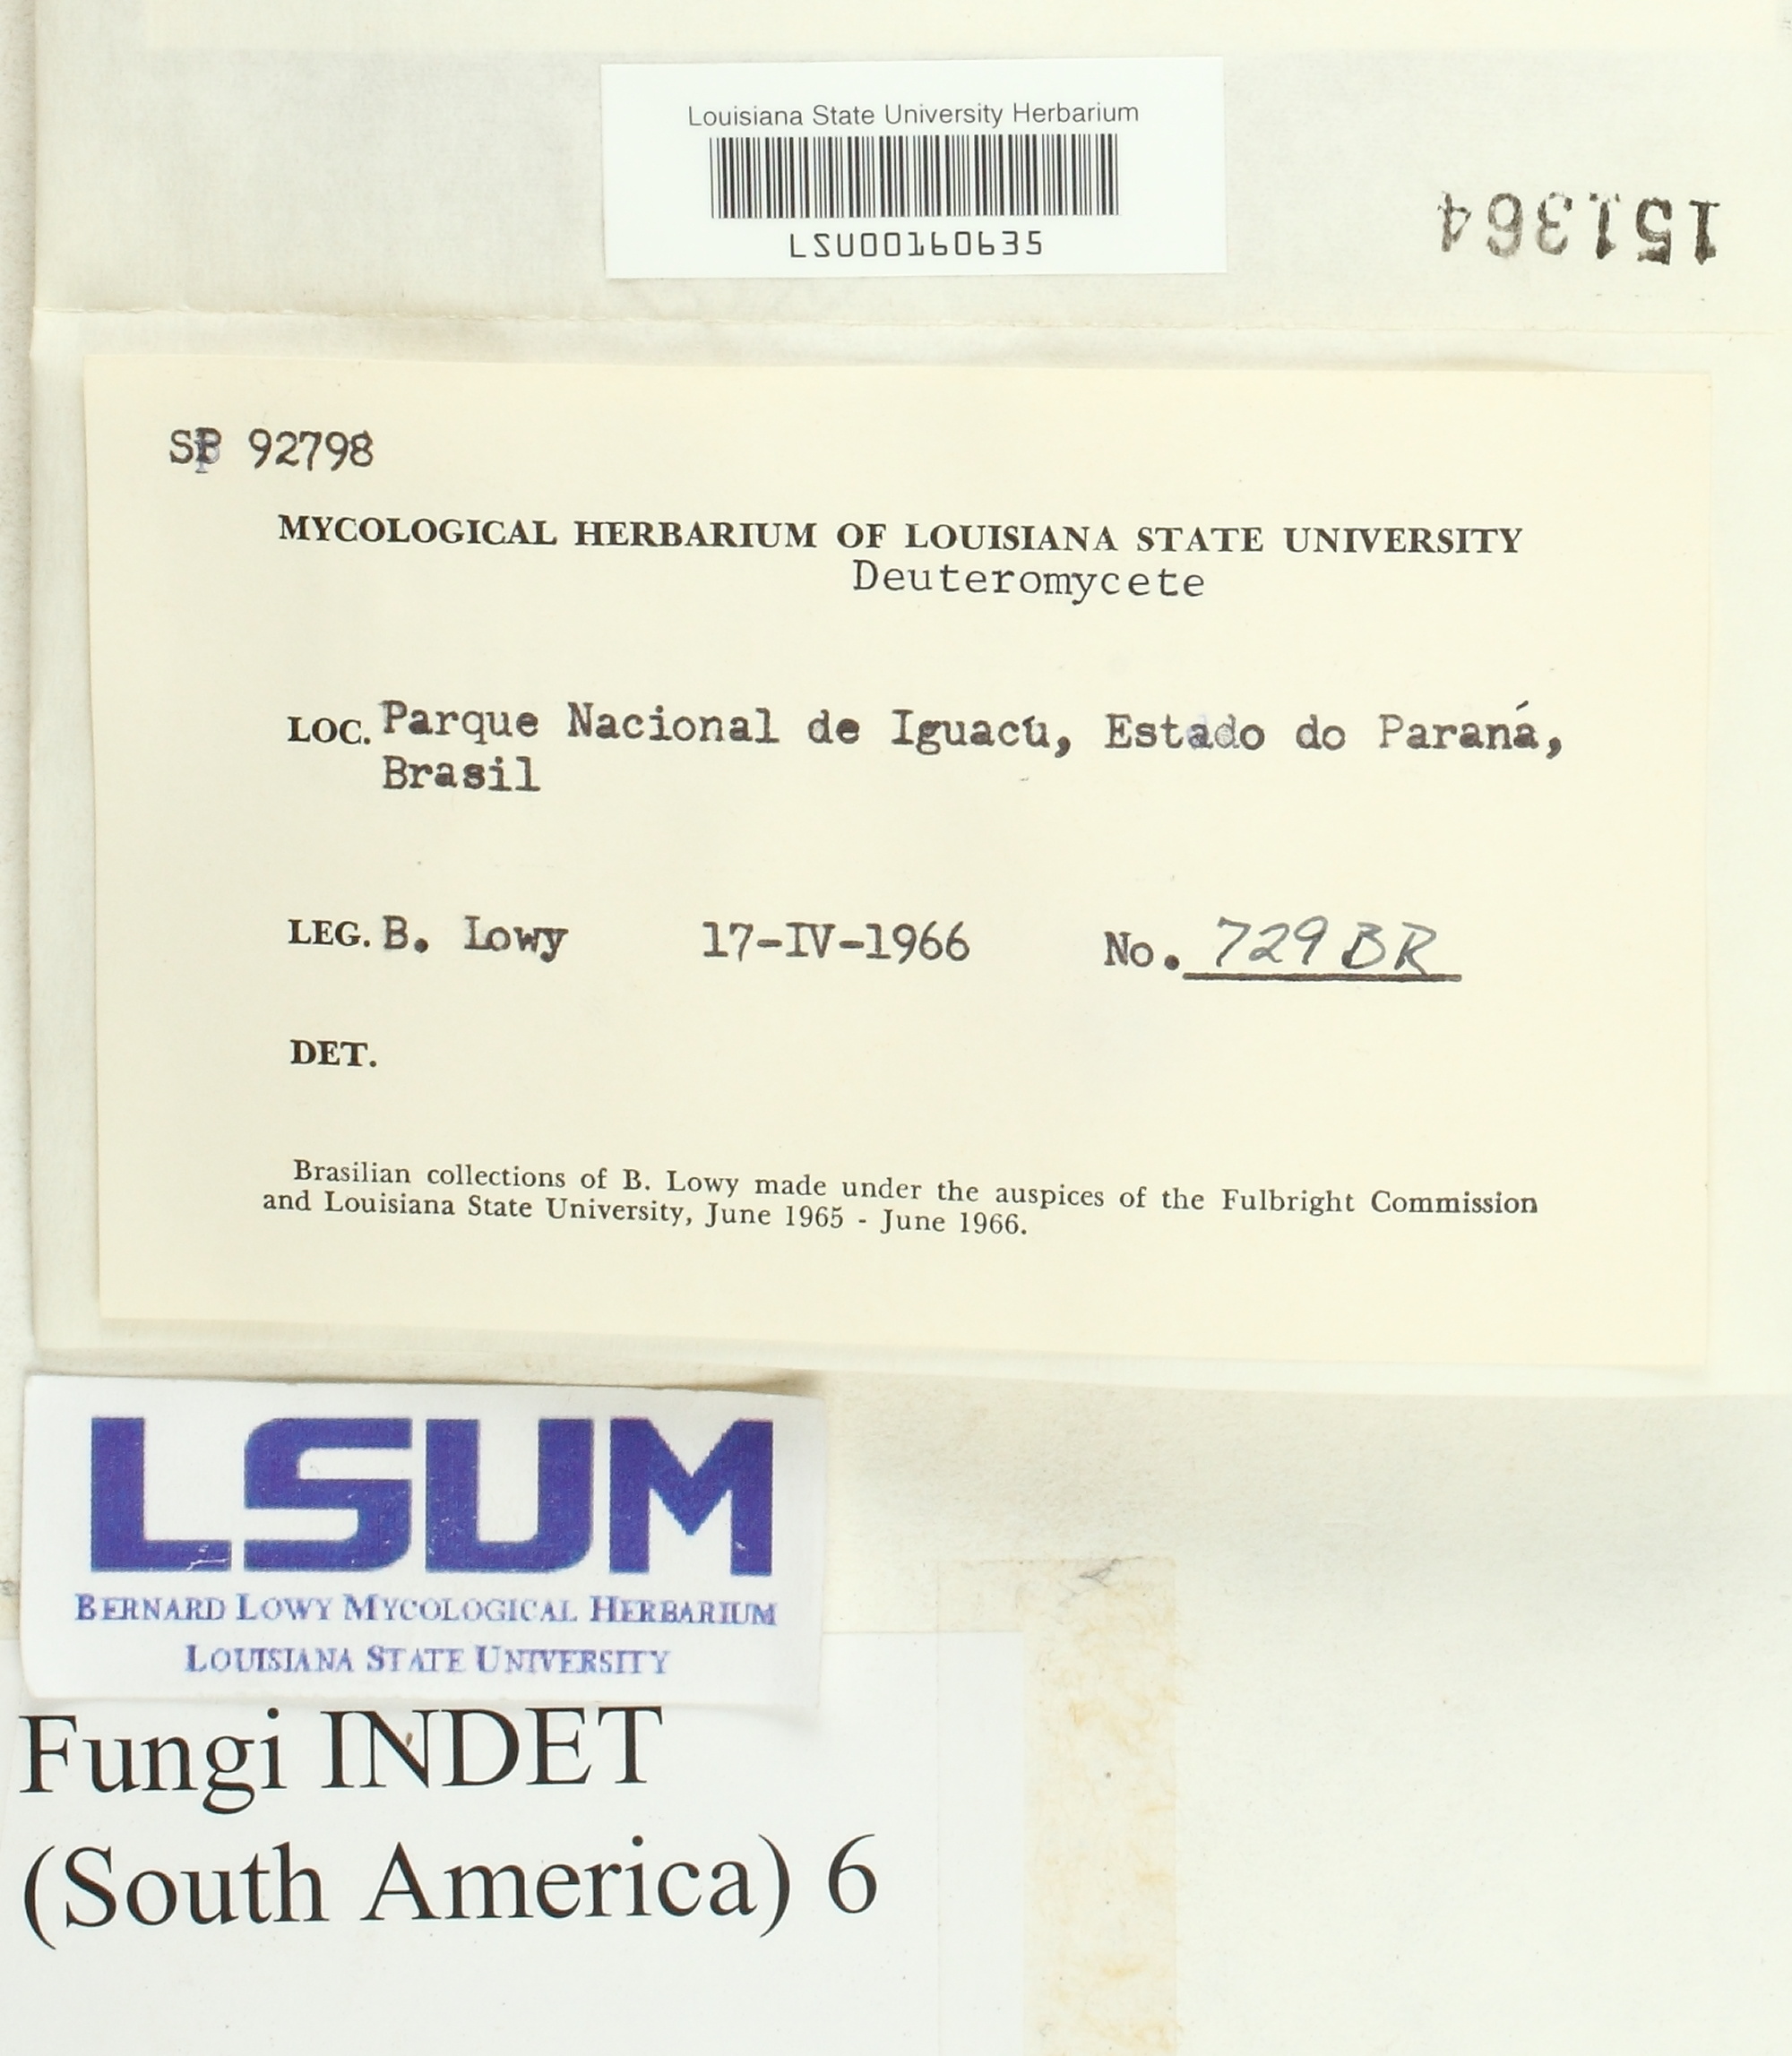 Louisiana State University Herbarium
LSU00160635
151364
SP 92798
MYCOLOGICAL HERBARIUM OF LOUISIANA STATE UNIVERSITY
Deuteromycete
LOC. Parque Nacional de Iguacú, Estado do Paraná,
Brasil
LEG. B. Lowy 17-IV-1966 No. 729 BR
DET.
Brasilian collections of B. Lowy made under the auspices of the Fulbright Commission
and Louisiana State University, June 1965 - June 1966.
LSUM
BERNARD LOWY MYCOLOGICAL HERBARIUM
LOUISIANA STATE UNIVERSITY
Fungi INDET
(South America) 6